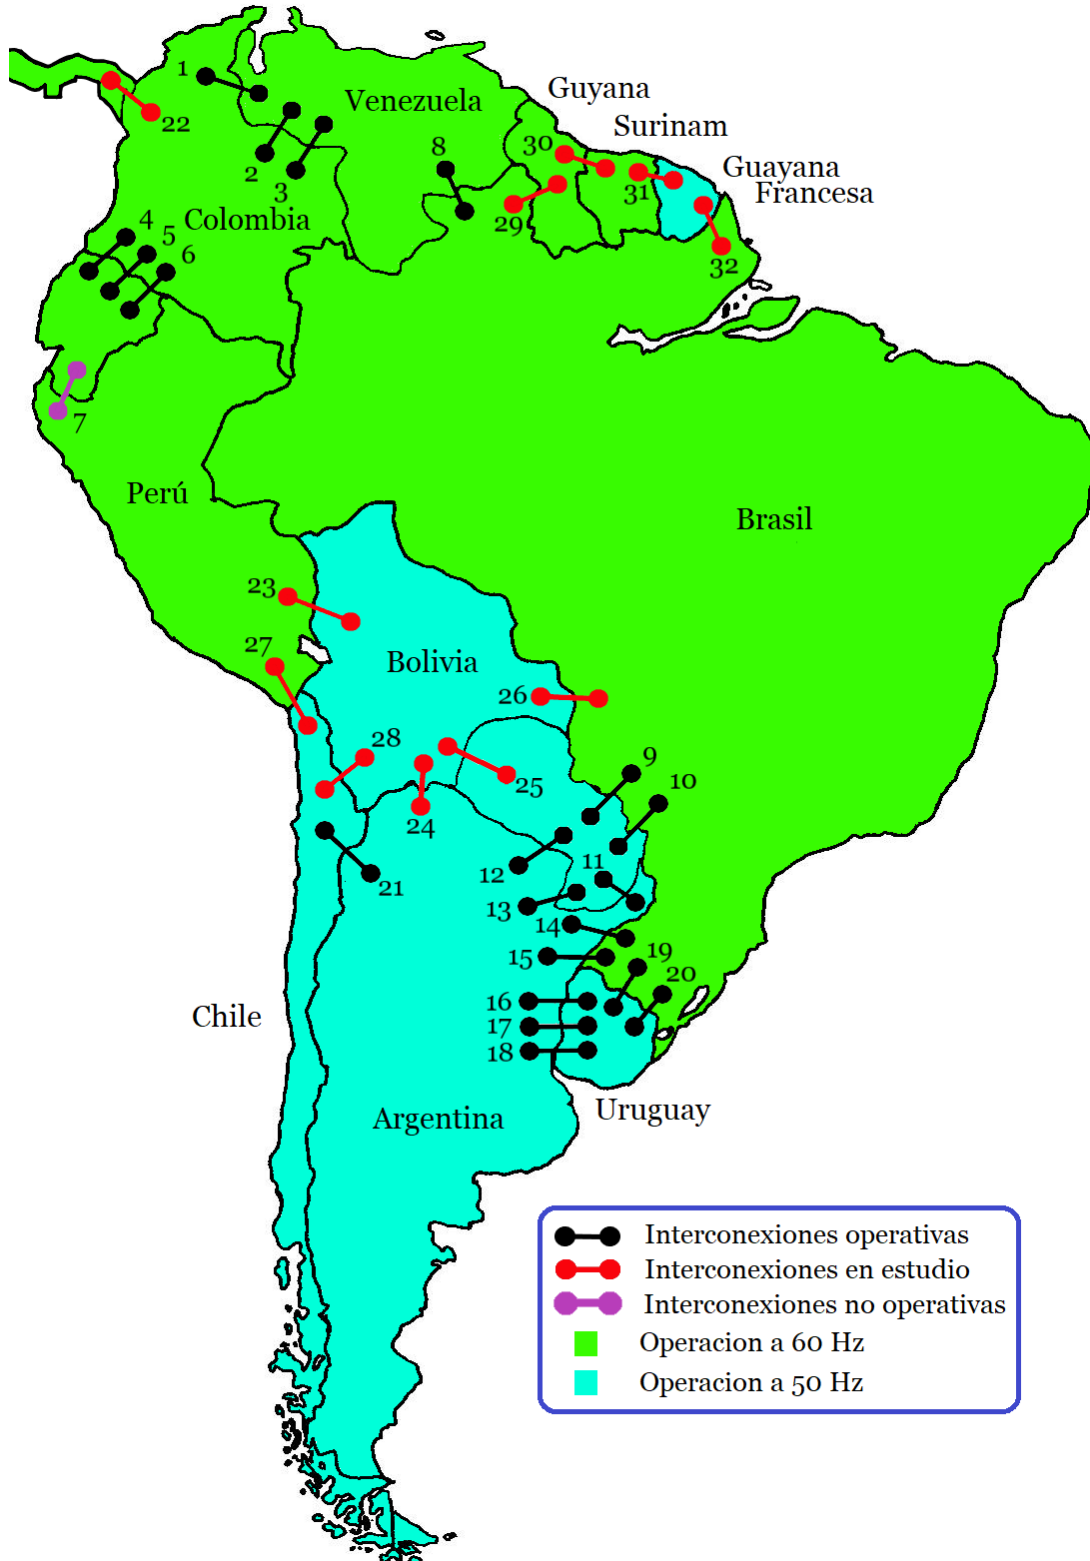 1
Venezuela
Guyana
22
Surinam
2
3
8
30
Guayana
Francesa
31
29
4
Colombia
5
6
32
7
Perú
Brasil
23
27
Bolivia
26
28
9
10
25
24
12
11
21
13
14
15
19
20
16
Chile
17
18
Argentina
Uruguay
Interconexiones operativas
Interconexiones en estudio
Interconexiones no operativas
Operacion a 60 Hz
Operacion a 50 Hz